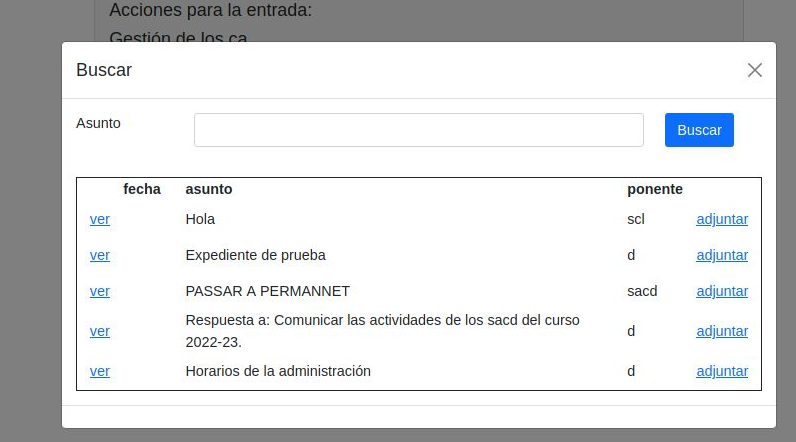 Acciones para la entrada:
Gestión de los ca
Buscar
Asunto Buscar
fecha asunto ponente
ver Hola scl adjuntar
ver Expediente de prueba d adjuntar
ver PASSAR A PERMANNET sacd adjuntar
ver Respuesta a: Comunicar las actividades de los sacd del curso d adjuntar
2022-23.
ver Horarios de la administración d adjuntar